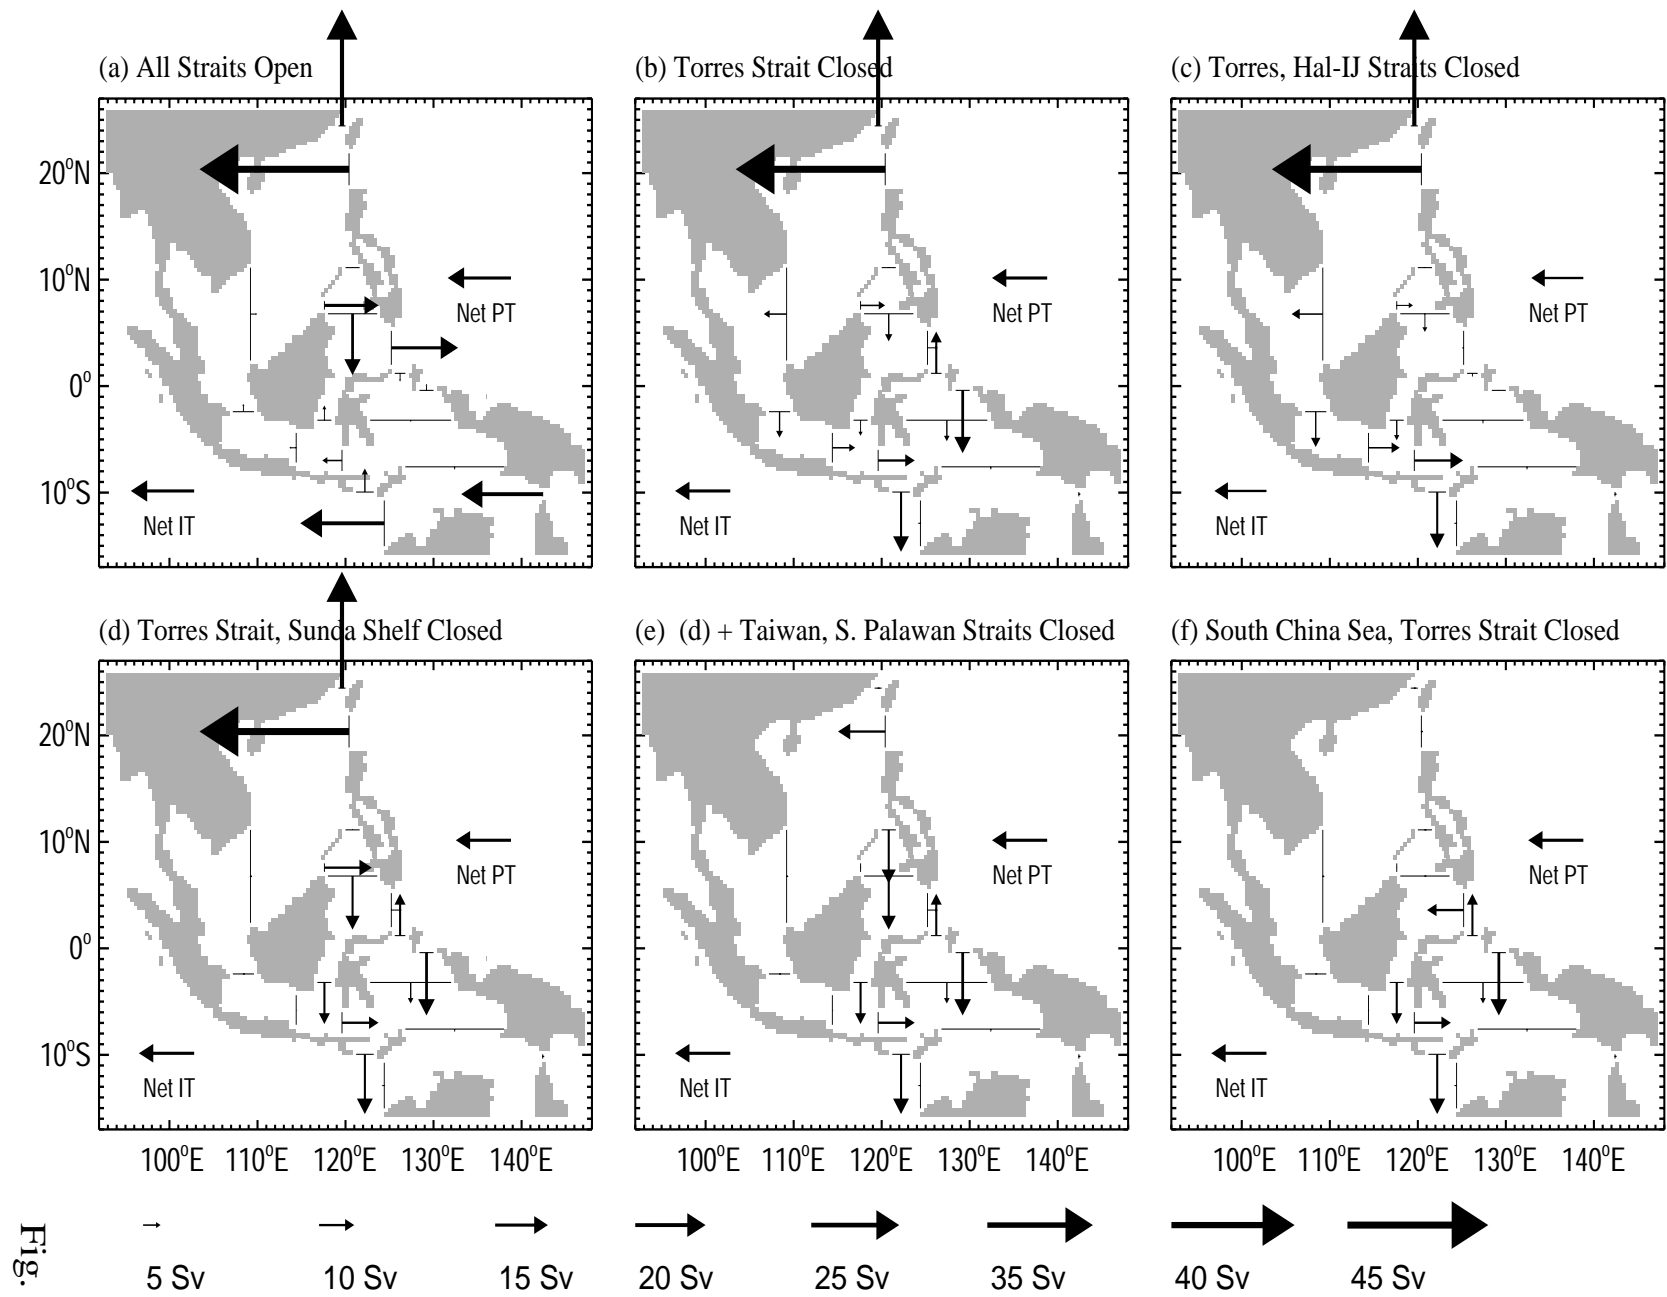 (a) All Straits Open
(b) Torres Strait Closed
(c) Torres, Hal-IJ Straits Closed
20°N
10°N
0°
10°S
Net PT
Net IT
Net PT
Net IT
Net PT
Net IT
(d) Torres Strait, Sunda Shelf Closed
(e) (d) + Taiwan, S. Palawan Straits Closed
(f) South China Sea, Torres Strait Closed
20°N
10°N
0°
10°S
Net PT
Net IT
Net PT
Net IT
Net PT
Net IT
100°E 110°E 120°E 130°E 140°E
100°E 110°E 120°E 130°E 140°E
100°E 110°E 120°E 130°E 140°E
5 Sv 10 Sv 15 Sv 20 Sv 25 Sv 35 Sv 40 Sv 45 Sv
Fig.